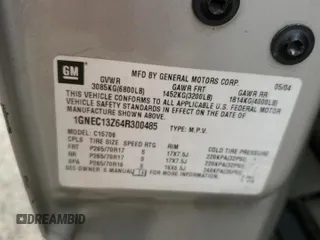 GM
MFD BY GENERAL MOTORS CORP 05/04
GVWR GAWR FRT GAWR RR
3085KG(6800LB) 1452KG(3200LB) 1814KG(4000LB)
THIS VEHICLE CONFORMS TO ALL APPLICABLE U.S. FEDERAL MOTOR
VEHICLE SAFETY STANDARDS IN EFFECT ON THE DATE OF
MANUFACTURE SHOWN ABOVE.
1GNEC13Z64R300485 TYPE: M.P.V.
MODEL: C15706
TIRE SIZE SPEED RTG RIM COLD TIRE PRESSURE
FRT P265/70R17 S 17X7.5J
RR P265/70R17 S 17X7.5J
SPA P265/70R16
FOR MORE INFORMATION
DREAMBID